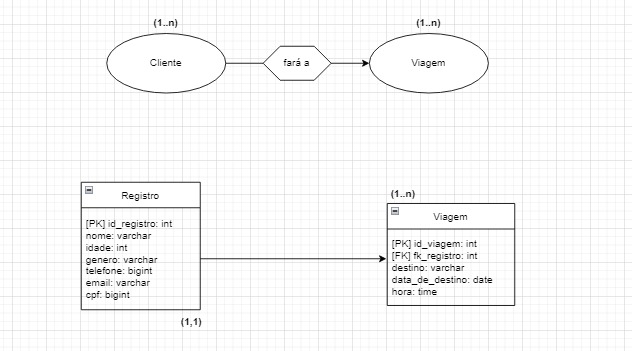 (1..n)
(1..n)
Cliente
fará a
Viagem
Registro
[PK] id_registro: int
nome: varchar
idade: int
genero: varchar
telefone: bigint
email: varchar
cpf: bigint
(1,1)
(1..n)
Viagem
[PK] id_viagem: int
[FK] fk_registro: int
destino: varchar
data_de_destino: date
hora: time